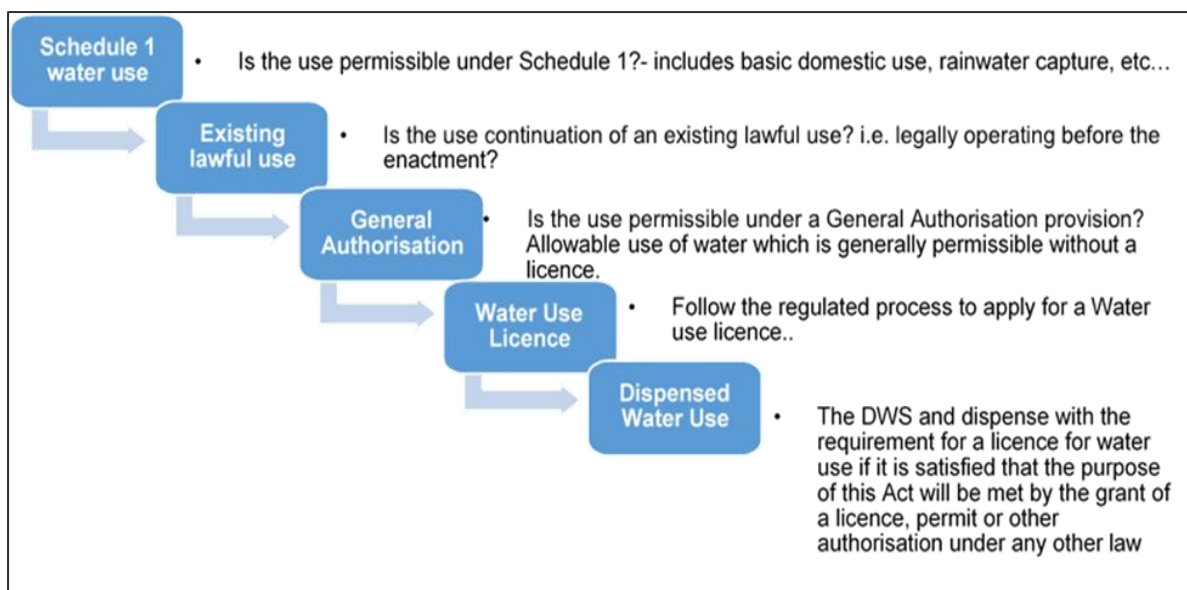 Schedule 1
water use
• Is the use permissible under Schedule 1?- includes basic domestic use, rainwater capture, etc…
Existing
lawful use
• Is the use continuation of an existing lawful use? i.e. legally operating before the
enactment?
General
Authorisation
• Is the use permissible under a General Authorisation provision?
Allowable use of water which is generally permissible without a
licence.
Water Use
Licence
• Follow the regulated process to apply for a Water
use licence..
Dispensed
Water Use
• The DWS and dispense with the
requirement for a licence for water
use if it is satisfied that the purpose
of this Act will be met by the grant of
a licence, permit or other
authorisation under any other law